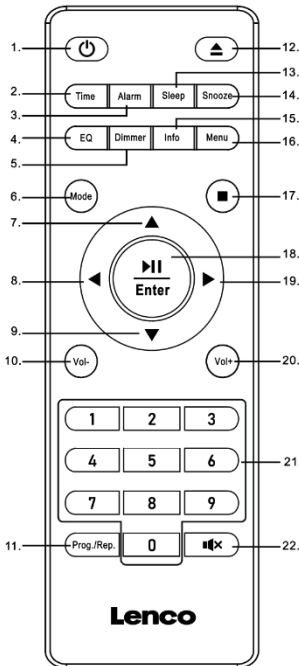 1. 12.
13.
2. Time Alarm Sleep Snooze 14.
3. 15.
4. EQ Dimmer Info Menu 16.
5.
6. Mode 17.
7.
18.
8. Enter 19.
9.
10. Vol- Vol+ 20.
1 2 3
4 5 6 21.
7 8 9
11. Prog./Rep. 0 22.
Lenco